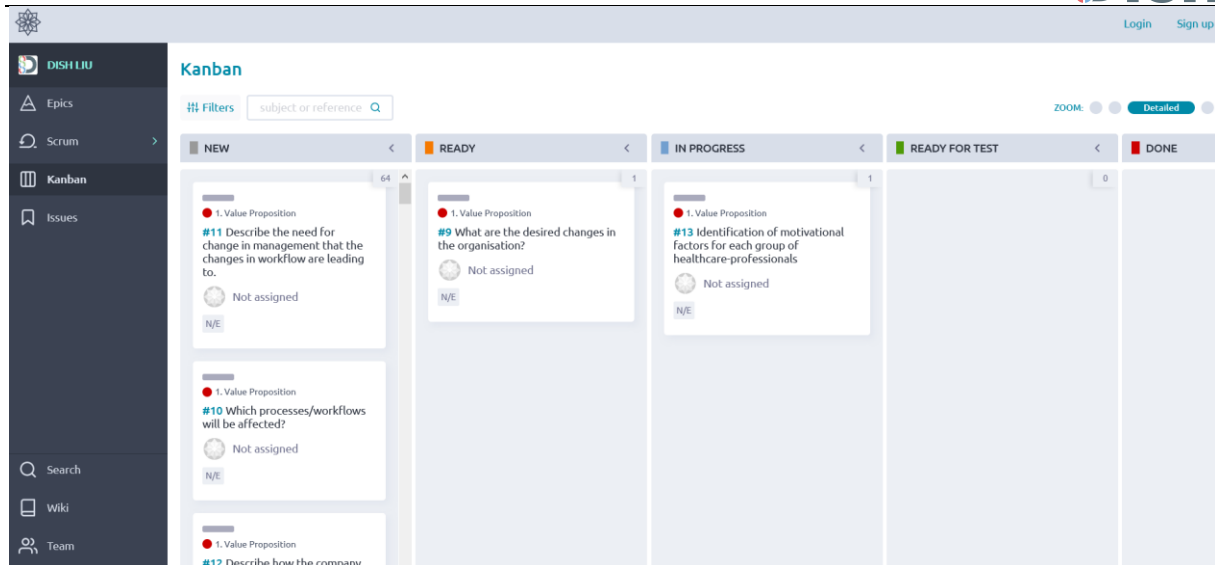 Login Sign up
DISH LIU
Epics
Scrum
Kanban
Issues
Search
Wiki
Team
Kanban
Filters
subject or reference
ZOOM:
Detailed
NEW
64
1. Value Proposition
#11 Describe the need for
change in management that the
changes in workflow are leading
to.
Not assigned
N/E
1. Value Proposition
#10 Which processes/workflows
will be affected?
Not assigned
N/E
1. Value Proposition
#12 Describe how the company
READY
1
1. Value Proposition
#9 What are the desired changes in
the organisation?
Not assigned
N/E
IN PROGRESS
1
1. Value Proposition
#13 Identification of motivational
factors for each group of
healthcare-professionals
Not assigned
N/E
READY FOR TEST
0
DONE